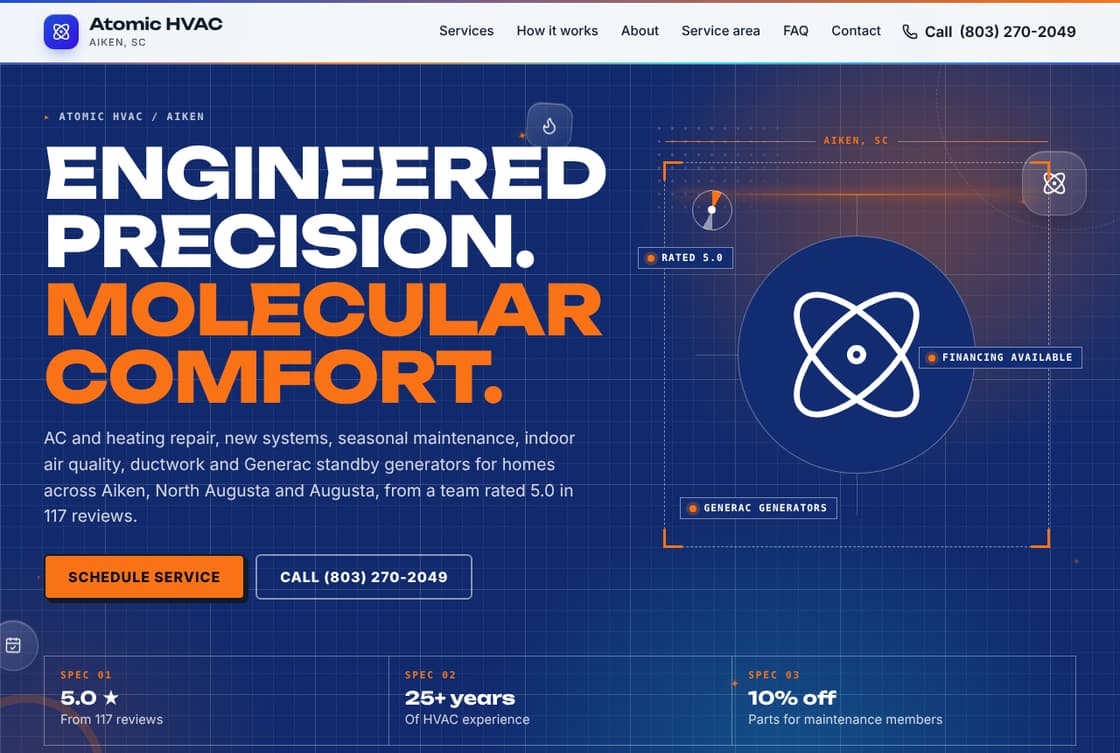 Atomic HVAC
AIKEN, SC
Services How it works About Service area FAQ Contact Call (803) 270-2049
ATOMIC HVAC / AIKEN
ENGINEERED
PRECISION.
MOLECULAR
COMFORT.
AC and heating repair, new systems, seasonal maintenance, indoor
air quality, ductwork and Generac standby generators for homes
across Aiken, North Augusta and Augusta, from a team rated 5.0 in
117 reviews.
SCHEDULE SERVICE CALL (803) 270-2049
AIKEN, SC
RATED 5.0
FINANCING AVAILABLE
GENERAC GENERATORS
SPEC 01
5.0 ★
From 117 reviews
SPEC 02
25+ years
Of HVAC experience
SPEC 03
10% off
Parts for maintenance members